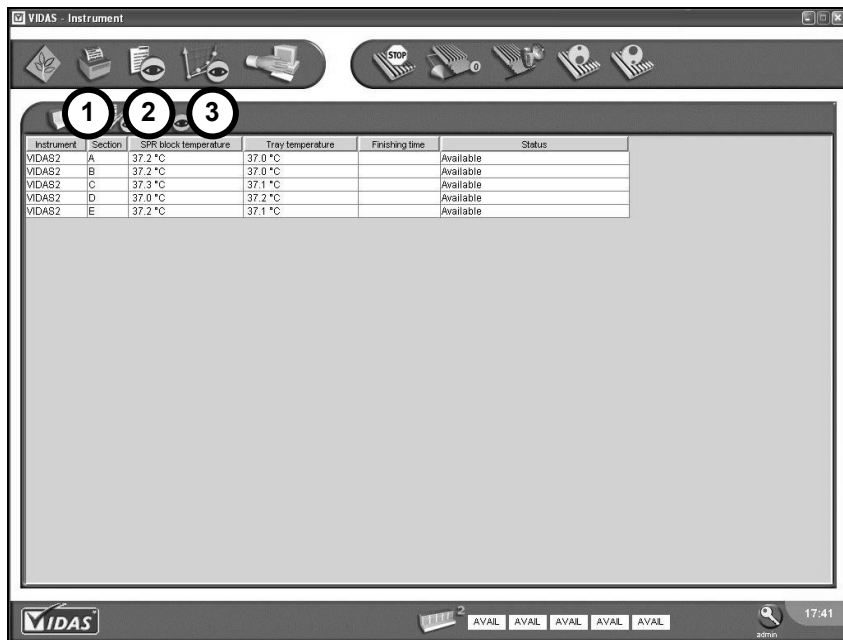 VIDAS - Instrument
STOP
0
1 2 3
Instrument Section SPR block temperature Tray temperature Finishing time Status
VIDAS2 A 37.2 °C 37.0 °C Available
VIDAS2 B 37.2 °C 37.0 °C Available
VIDAS2 C 37.3 °C 37.1 °C Available
VIDAS2 D 37.0 °C 37.2 °C Available
VIDAS2 E 37.2 °C 37.1 °C Available
VIDAS 2 AVAIL AVAIL AVAIL AVAIL AVAIL 17:41
admin